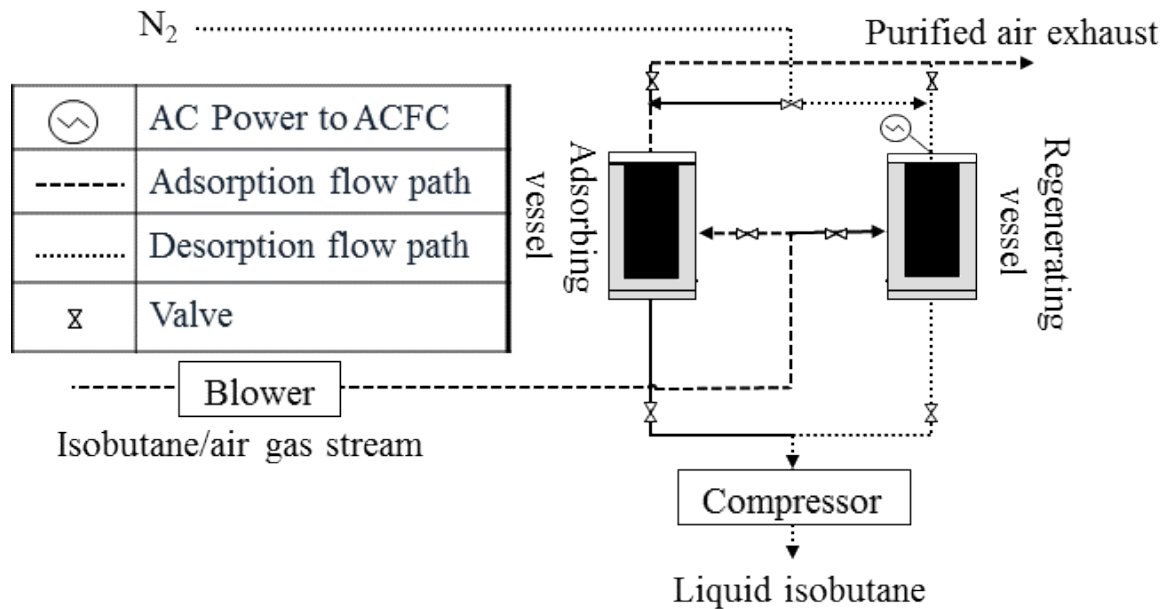 N₂
Purified air exhaust
AC Power to ACFC
Adsorption flow path
Desorption flow path
Valve
Adsorbing
vessel
Regenerating
vessel
Blower
Isobutane/air gas stream
Compressor
Liquid isobutane